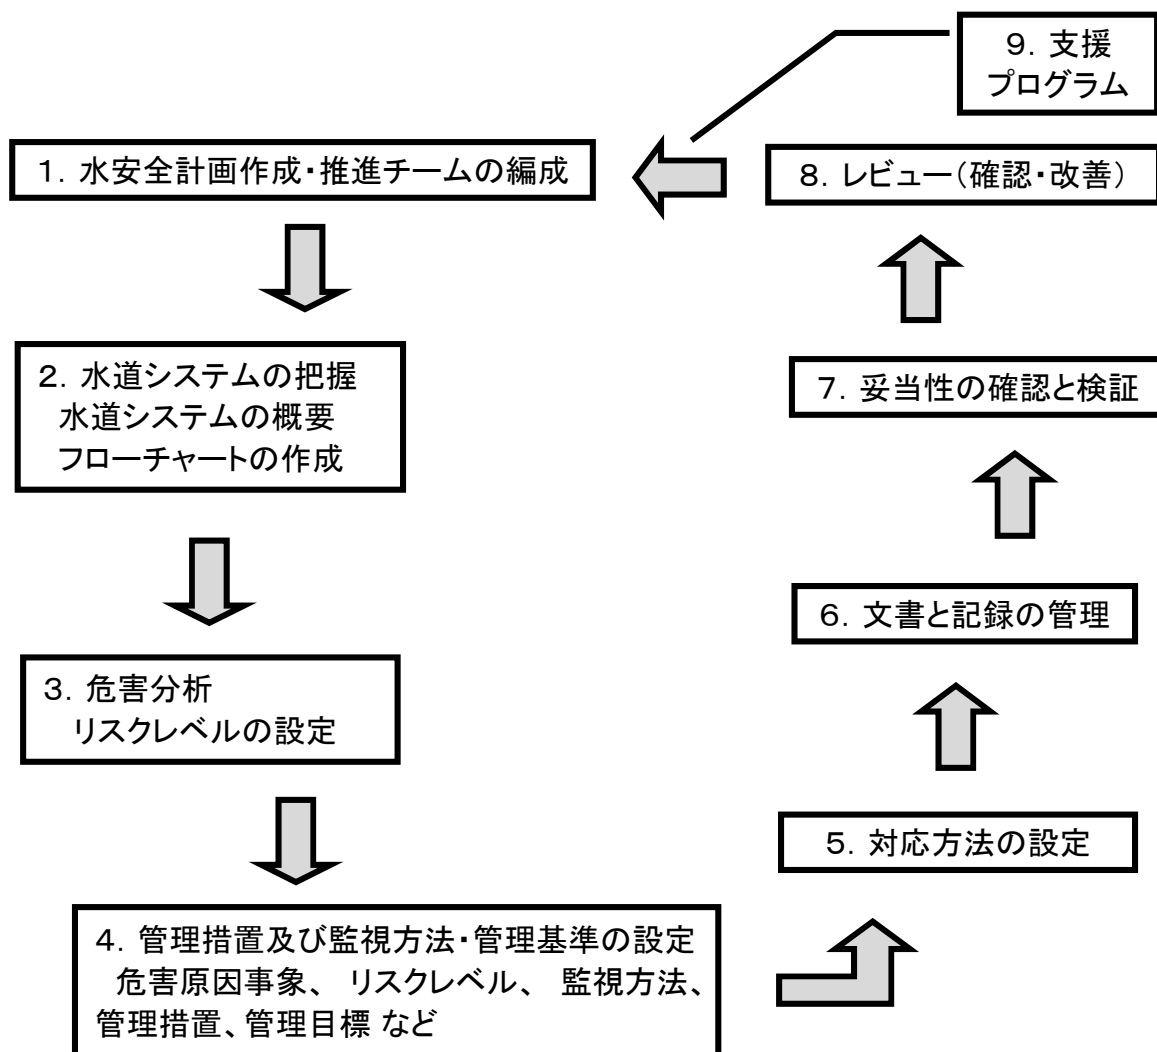 9．支援
プログラム
1．水安全計画作成・推進チームの編成
8．レビュー（確認・改善）
2．水道システムの把握
水道システムの概要
フローチャートの作成
7．妥当性の確認と検証
6．文書と記録の管理
3．危害分析
リスクレベルの設定
5．対応方法の設定
4．管理措置及び監視方法・管理基準の設定
危害原因事象、 リスクレベル、 監視方法、
管理措置、管理目標 など